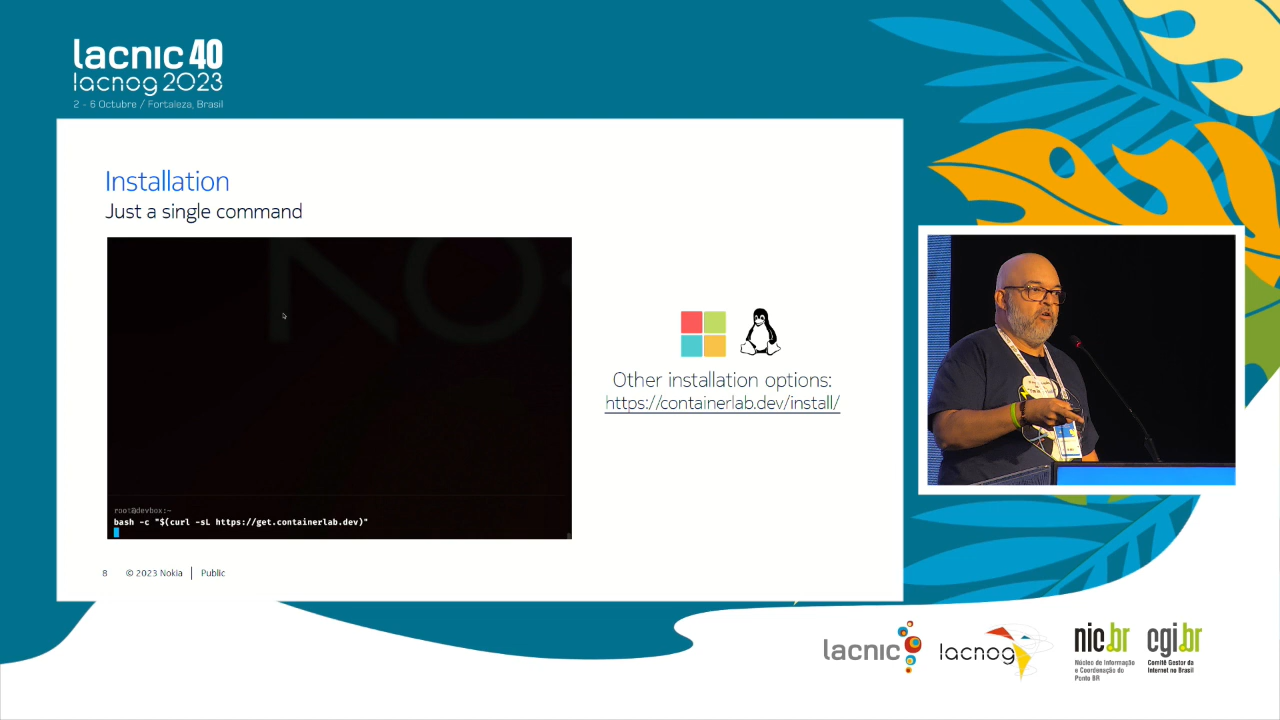 lacnic 40
lacnog 2023
2 - 6 Octubre / Fortaleza, Brasil
Installation
Just a single command
NO
root@devbox:~
bash -c "$(curl -sL https://get.containerlab.dev)"
Other installation options:
https://containerlab.dev/install/
8 © 2023 Nokia | Public
lacnic
lacnog
nic.br
Núcleo de Informação
e Coordenação do
Ponto BR
cgi.br
Comitê Gestor da
Internet no Brasil